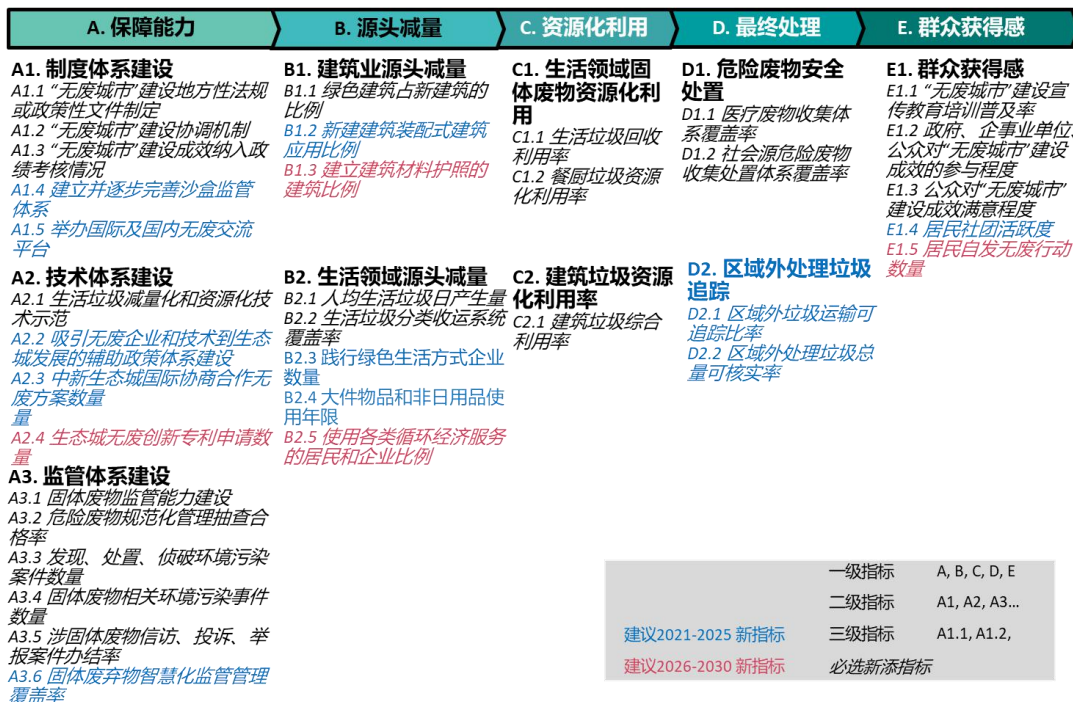 A. 保障能力
B. 源头减量
C. 资源化利用
D. 最终处理
E. 群众获得感
A1. 制度体系建设
A1.1 “无废城市”建设地方性法规
或政策性文件制定
A1.2 “无废城市”建设协调机制
A1.3 “无废城市”建设成效纳入政
绩考核情况
A1.4 建立并逐步完善沙盒监管
体系
A1.5 举办国际及国内无废交流
平台
A2. 技术体系建设
A2.1 生活垃圾减量化和资源化技
术示范
A2.2 吸引无废企业和技术到生态
城发展的辅助政策体系建设
A2.3 中新生态城国际协商合作无
废方案数量
量
A2.4 生态城无废创新专利申请数
量
A3. 监管体系建设
A3.1 固体废物监管能力建设
A3.2 危险废物规范化管理抽查合
格率
A3.3 发现、处置、侦破环境污染
案件数量
A3.4 固体废物相关环境污染事件
数量
A3.5 涉固体废物信访、投诉、举
报案件办结率
A3.6 固体废弃物智慧化监管管理
覆盖率
B1. 建筑业源头减量
B1.1 绿色建筑占新建筑的
比例
B1.2 新建建筑装配式建筑
应用比例
B1.3 建立建筑材料护照的
建筑比例
B2. 生活领域源头减量
B2.1 人均生活垃圾日产生量
B2.2 生活垃圾分类收运系统
覆盖率
B2.3 践行绿色生活方式企业
数量
B2.4 大件物品和非日用品使
用年限
B2.5 使用各类循环经济服务
的居民和企业比例
C1. 生活领域固
体废物资源化利
用
C1.1 生活垃圾回收
利用率
C1.2 餐厨垃圾资源
化利用率
C2. 建筑垃圾资源
化利用率
C2.1 建筑垃圾综合
利用率
D1. 危险废物安全
处置
D1.1 医疗废物收集体
系覆盖率
D1.2 社会源危险废物
收集处置体系覆盖率
D2. 区域外处理垃圾
追踪
D2.1 区域外垃圾运输可
追踪比率
D2.2 区域外处理垃圾总
量可核实率
E1. 群众获得感
E1.1 “无废城市”建设宣
传教育培训普及率
E1.2 政府、企事业单位、
公众对“无废城市”建设
成效的参与程度
E1.3 公众对“无废城市”
建设成效满意程度
E1.4 居民社团活跃度
E1.5 居民自发无废行动
数量
一级指标 A, B, C, D, E
二级指标 A1, A2, A3...
建议2021-2025 新指标 三级指标 A1.1, A1.2,
建议2026-2030 新指标 必选新添指标